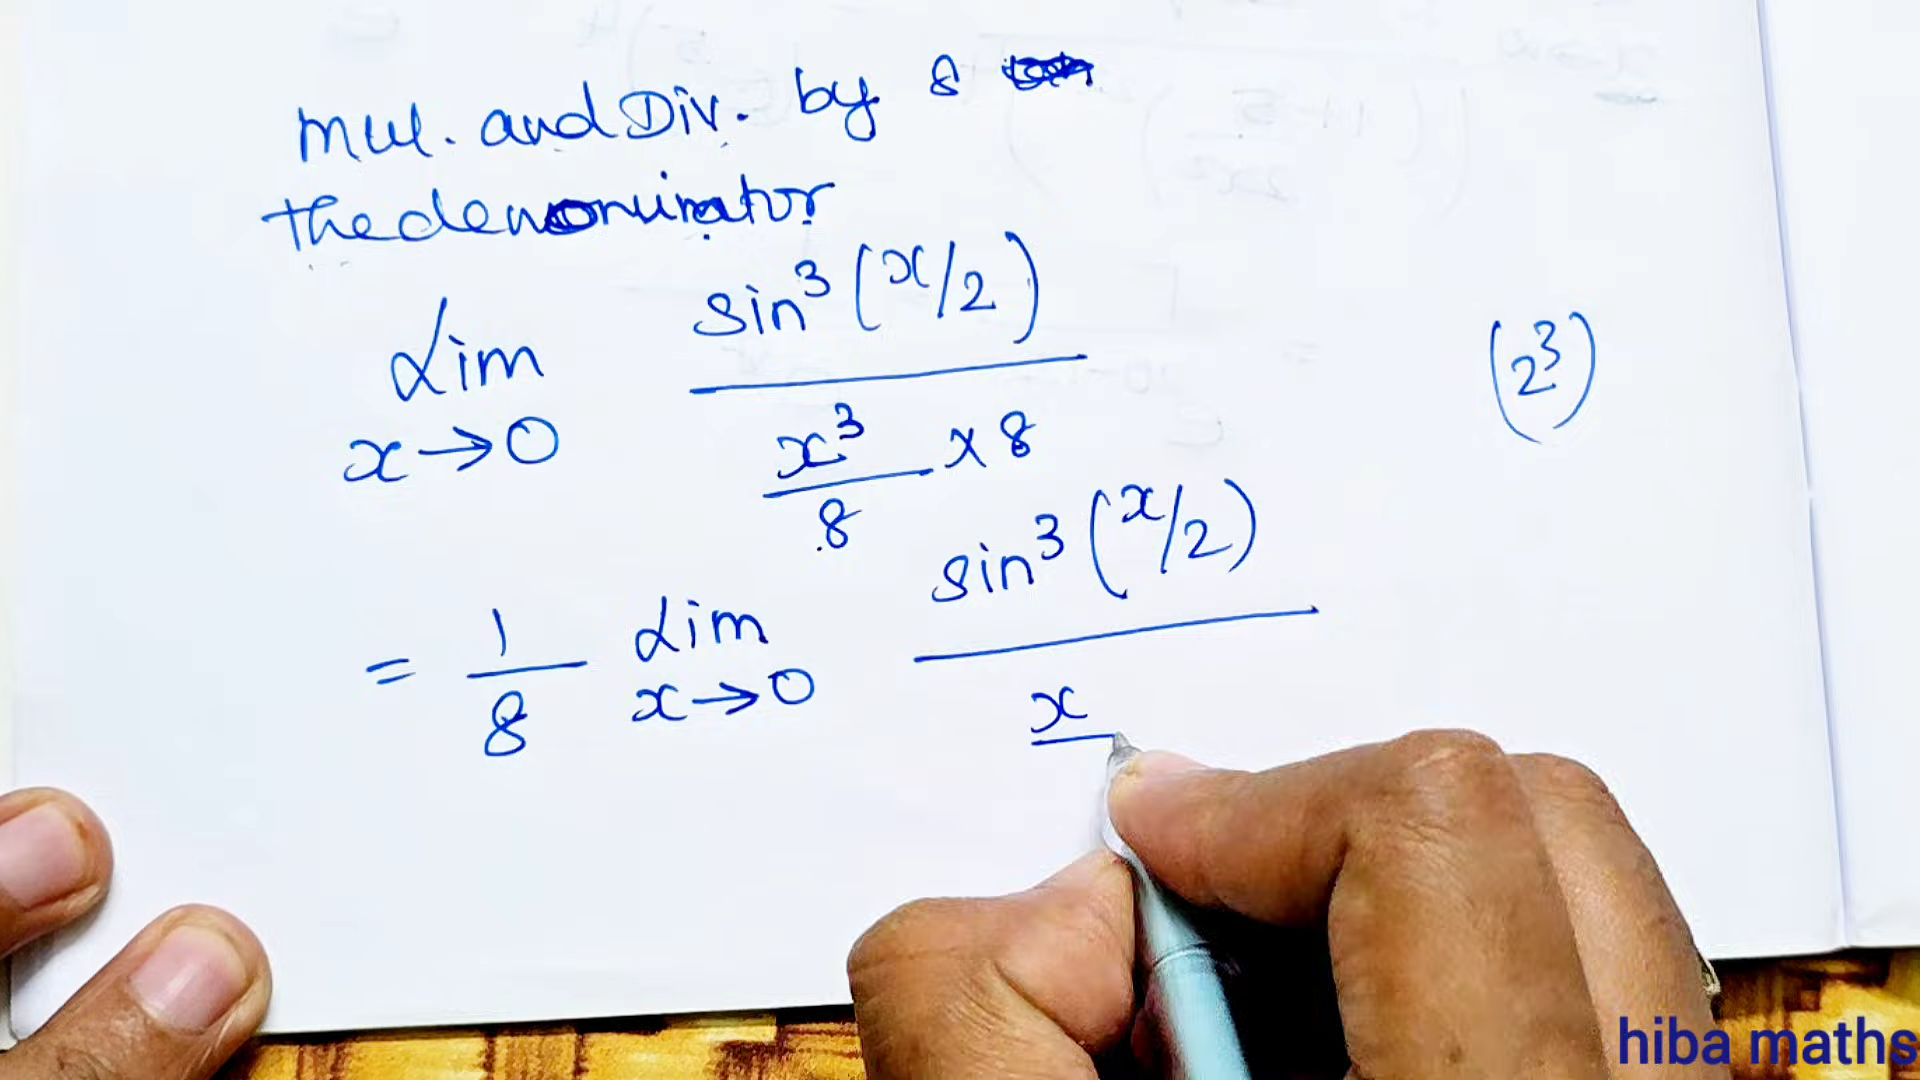 mul. and Div. by 8
the denominator
Lim x→0 sin³(x/2) / (x³/8 × 8)
(2³)
= 1/8 Lim x→0 sin³(x/2) / x
hiba maths